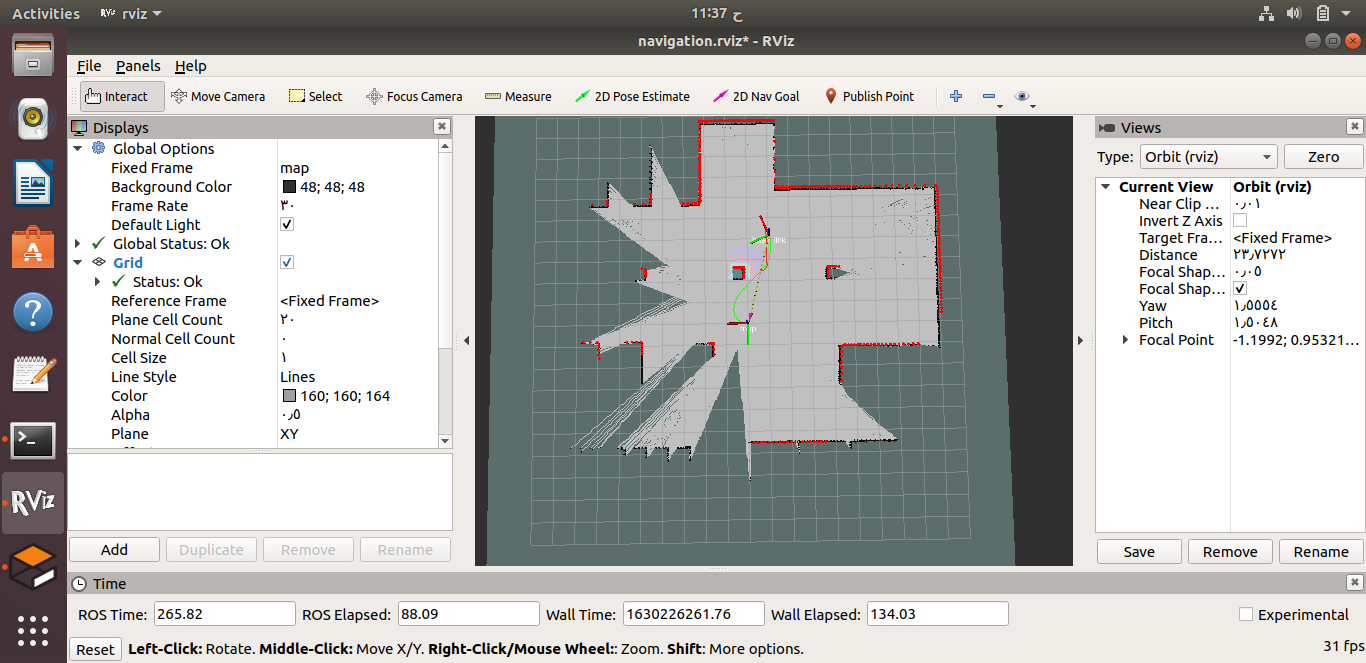 Activities RViz rviz 11:37 ح
navigation.rviz* - RViz
File Panels Help
Interact Move Camera Select Focus Camera Measure 2D Pose Estimate 2D Nav Goal Publish Point
Displays
Global Options
Fixed Frame map
Background Color 48; 48; 48
Frame Rate ٣٠
Default Light
Global Status: Ok
Grid
Status: Ok
Reference Frame <Fixed Frame>
Plane Cell Count ٢٠
Normal Cell Count ٠
Cell Size ١
Line Style Lines
Color 160; 160; 164
Alpha ٠٫٥
Plane XY
Add Duplicate Remove Rename
map
Views
Type: Orbit (rviz) Zero
Current View Orbit (rviz)
Near Clip ... ٠٫٠١
Invert Z Axis
Target Fra... <Fixed Frame>
Distance ٢٣٫٧٢٧٢
Focal Shap... ٠٫٠٥
Focal Shap...
Yaw ١٫٥٥٥٤
Pitch ١٫٥٠٤٨
Focal Point -1.1992; 0.95321...
Save Remove Rename
Time
ROS Time: 265.82 ROS Elapsed: 88.09 Wall Time: 1630226261.76 Wall Elapsed: 134.03 Experimental
Reset Left-Click: Rotate. Middle-Click: Move X/Y. Right-Click/Mouse Wheel:: Zoom. Shift: More options. 31 fps
RViz